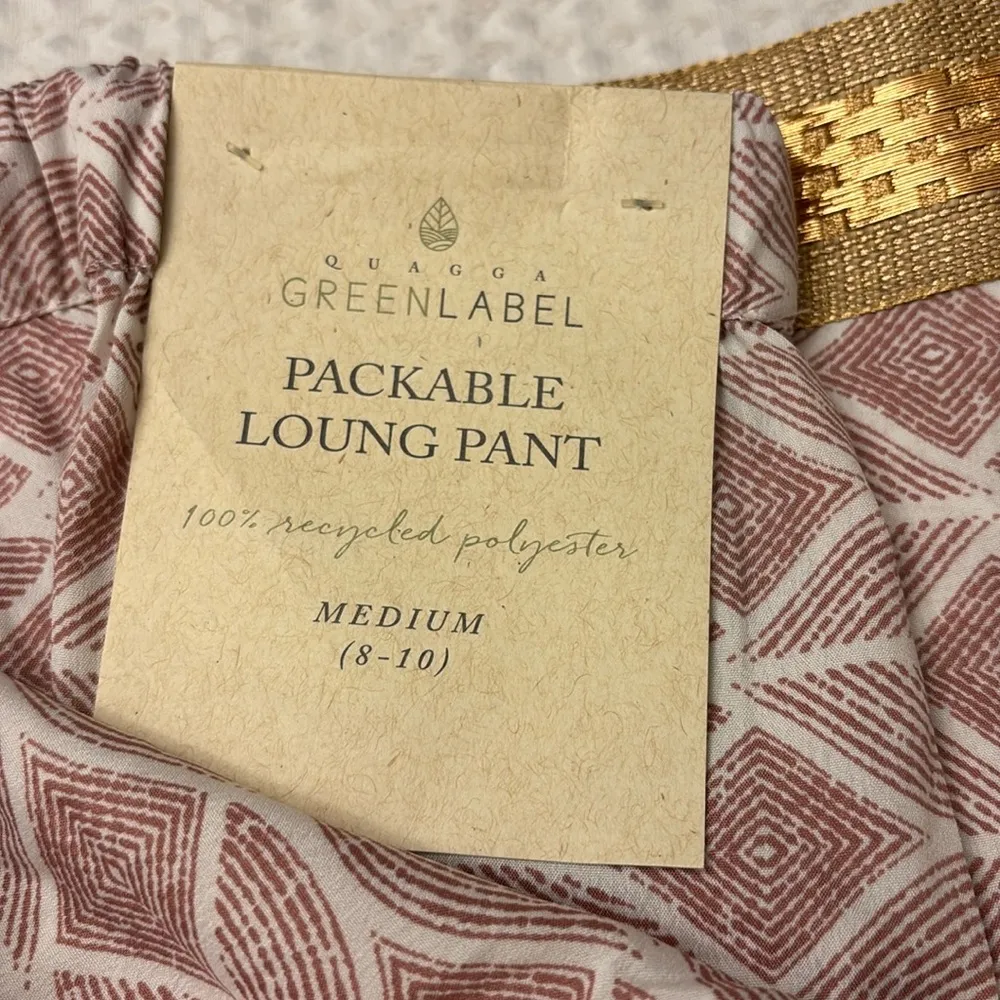 QUAGGA
GREENLABEL
PACKABLE
LOUNG PANT
100% recycled polyester
MEDIUM
(8-10)